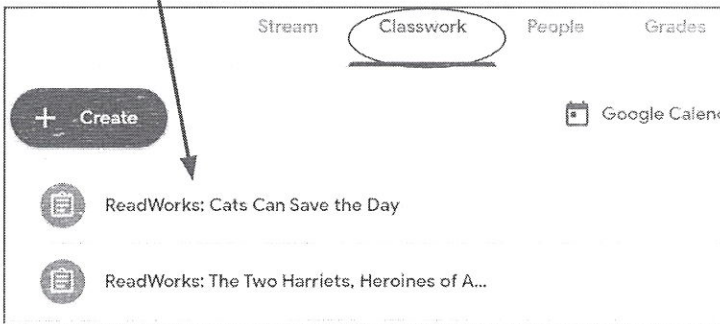 Stream Classwork People Grades
+ Create
Google Calend
ReadWorks: Cats Can Save the Day
ReadWorks: The Two Harriets, Heroines of A...